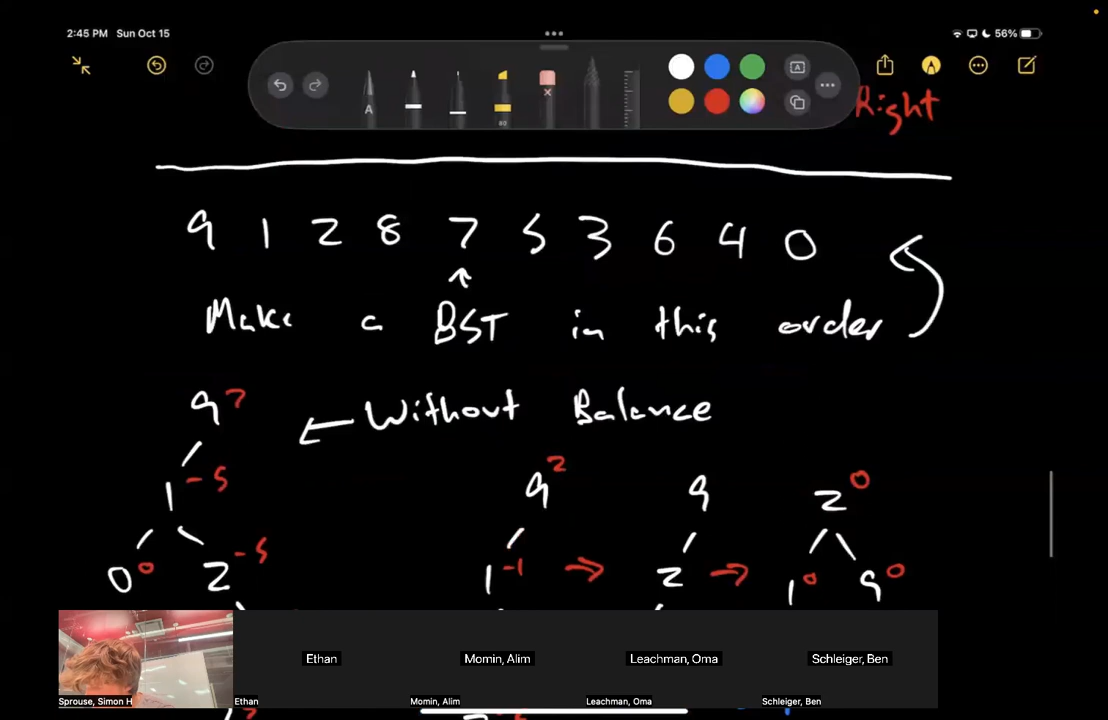 2:45 PM Sun Oct 15
56%
A
80
A
Right
9 1 2 8 7 5 3 6 4 0
Make a BST in this order
9 7
Without Balance
1 -5
0 0 2 -5
9 2
1 -1
9
2
2 0
1 0 9 0
Ethan
Momin, Alim
Leachman, Oma
Schleiger, Ben
Sprouse, Simon H
Ethan
Momin, Alim
Leachman, Oma
Schleiger, Ben